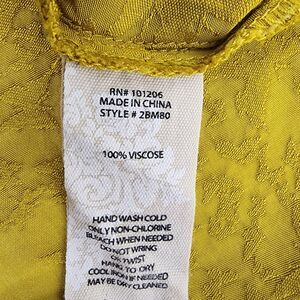 RN# 101206
MADE IN CHINA
STYLE # 2BM80
100% VISCOSE
HAND WASH COLD
ONLY NON-CHLORINE
BLEACH WHEN NEEDED
DO NOT WRING
OR TWIST
HANG TO DRY
COOL IRON IF NEEDED
MAY BE DRY CLEANED